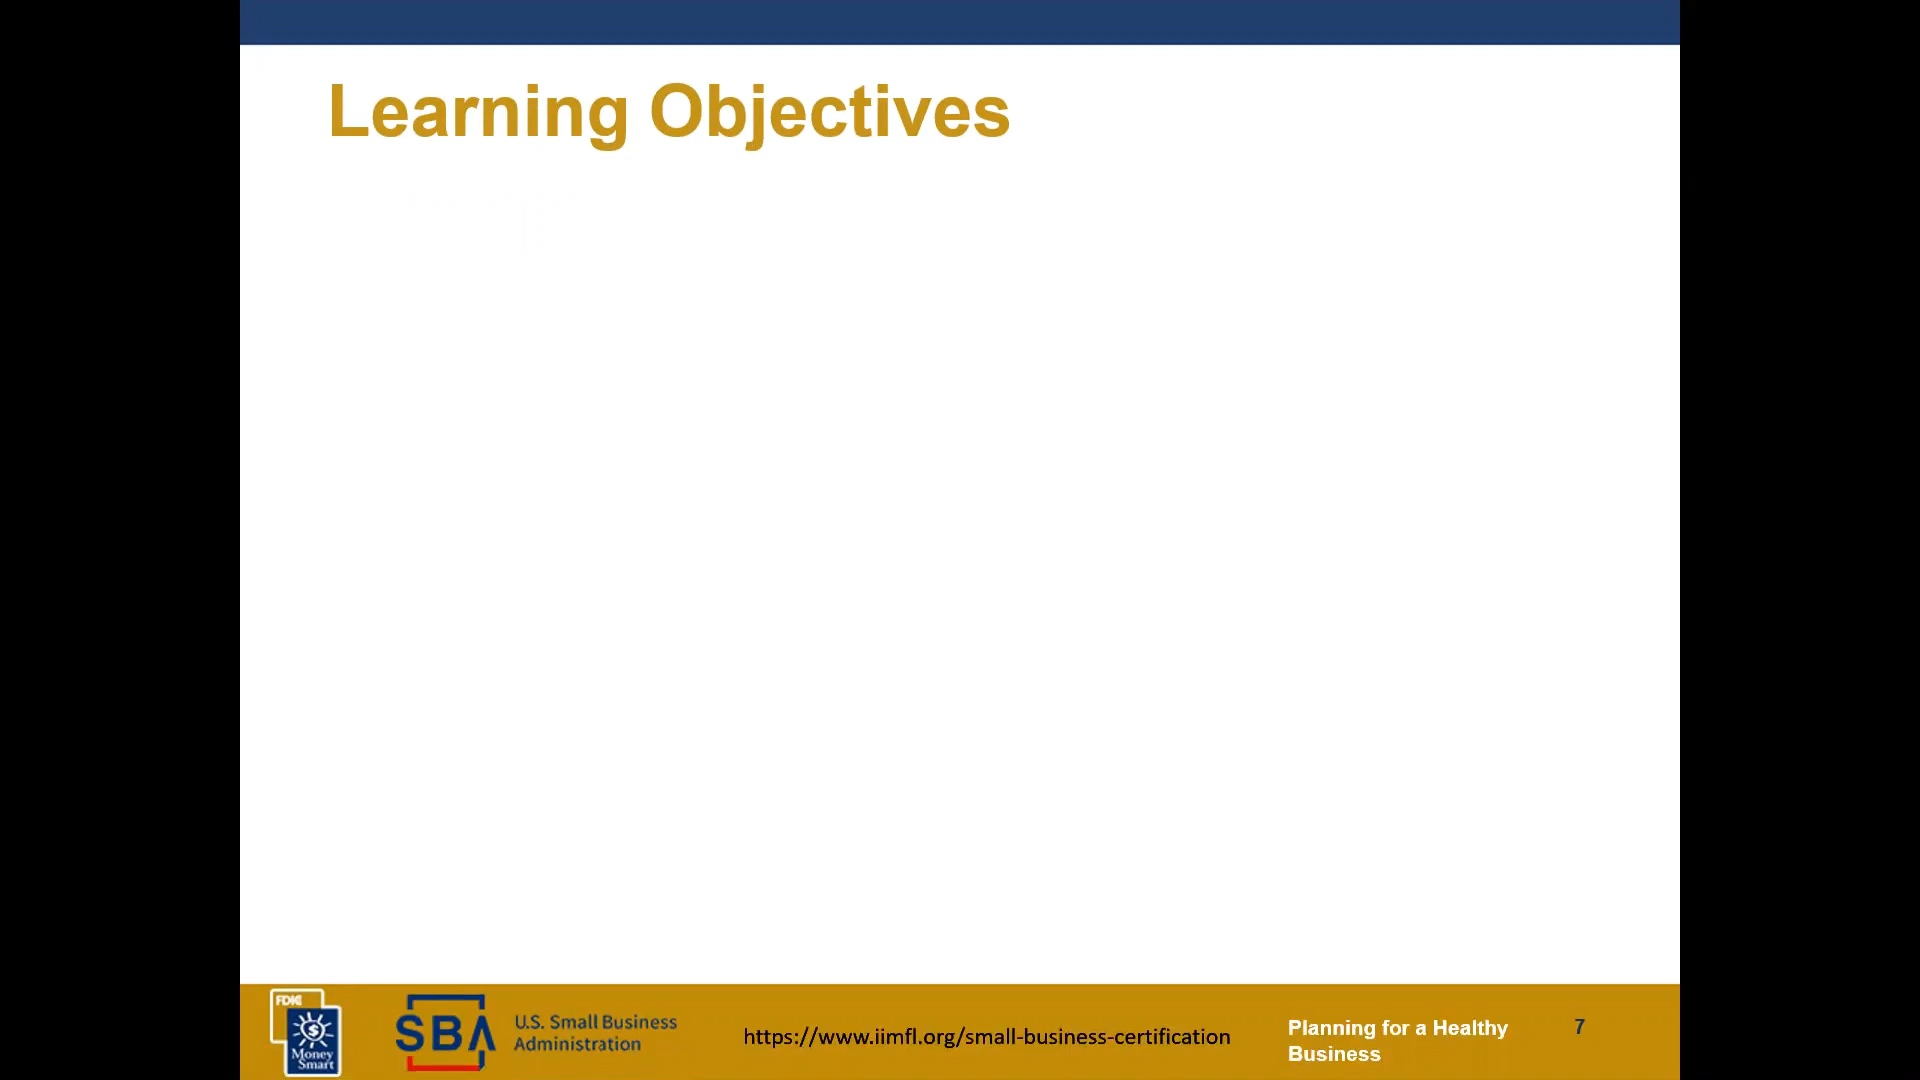 Learning Objectives
FDIC
Money
Smart
SBA
U.S. Small Business
Administration
https://www.iimfl.org/small-business-certification
Planning for a Healthy
Business
7